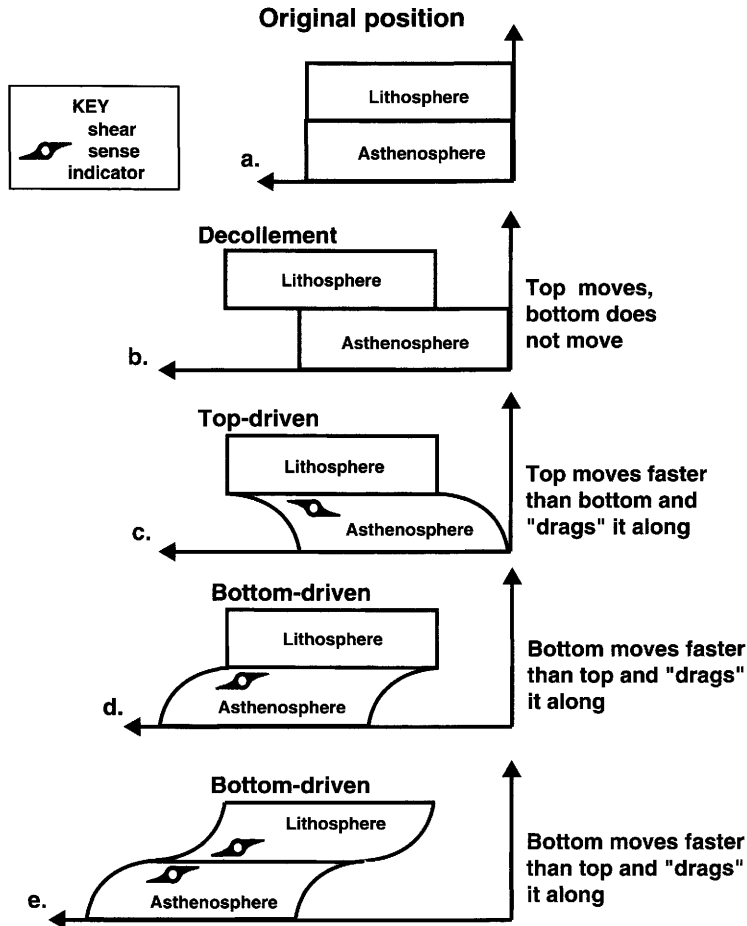 Original position
KEY
shear
sense
indicator
Lithosphere
Asthenosphere
a.
Decollement
Lithosphere
Asthenosphere
b.
Top moves,
bottom does
not move
Top-driven
Lithosphere
Asthenosphere
c.
Top moves faster
than bottom and
"drags" it along
Bottom-driven
Lithosphere
Asthenosphere
d.
Bottom moves faster
than top and "drags"
it along
Bottom-driven
Lithosphere
Asthenosphere
e.
Bottom moves faster
than top and "drags"
it along